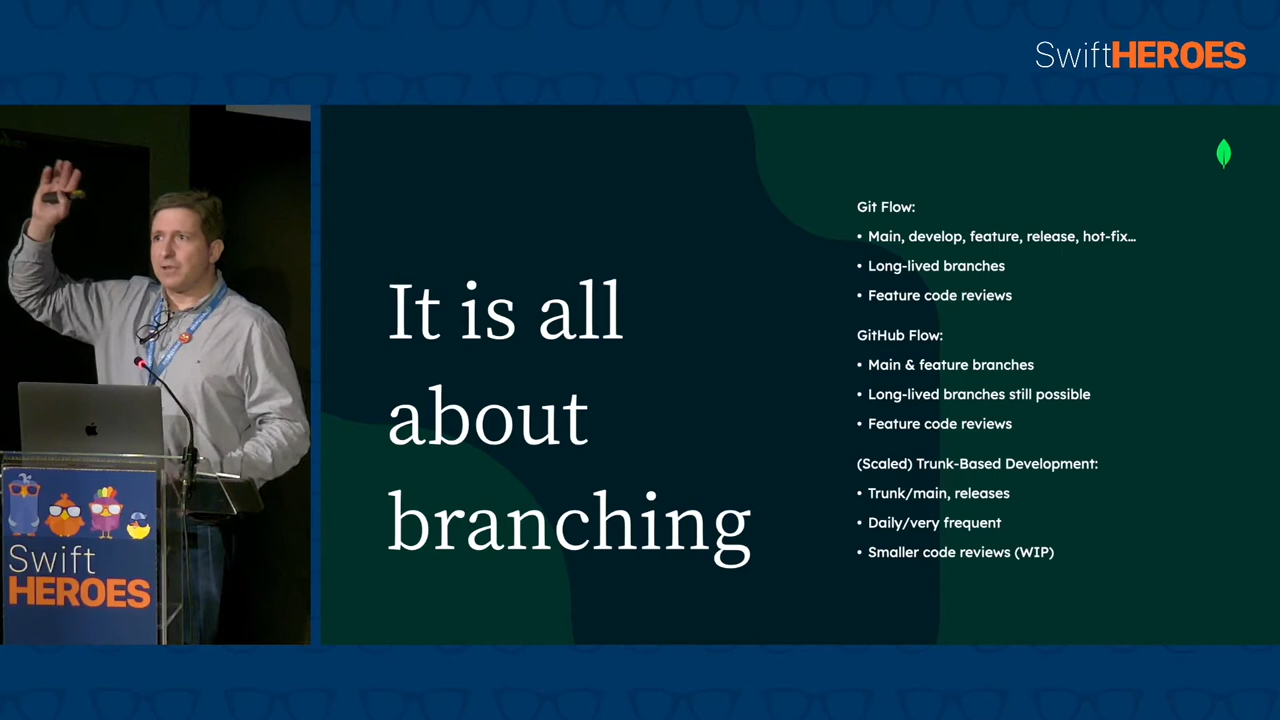 SwiftHEROES
It is all
about
branching
Git Flow:
• Main, develop, feature, release, hot-fix...
• Long-lived branches
• Feature code reviews
GitHub Flow:
• Main & feature branches
• Long-lived branches still possible
• Feature code reviews
(Scaled) Trunk-Based Development:
• Trunk/main, releases
• Daily/very frequent
• Smaller code reviews (WIP)
Swift
HEROES